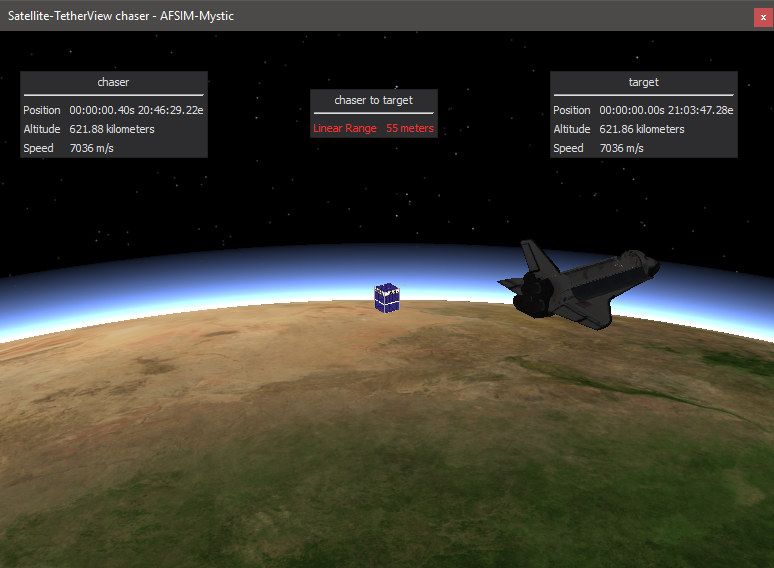 Satellite-TetherView chaser - AFSIM-Mystic
x
chaser
Position 00:00:00.40s 20:46:29.22e
Altitude 621.88 kilometers
Speed 7036 m/s
chaser to target
Linear Range 55 meters
target
Position 00:00:00.00s 21:03:47.28e
Altitude 621.86 kilometers
Speed 7036 m/s